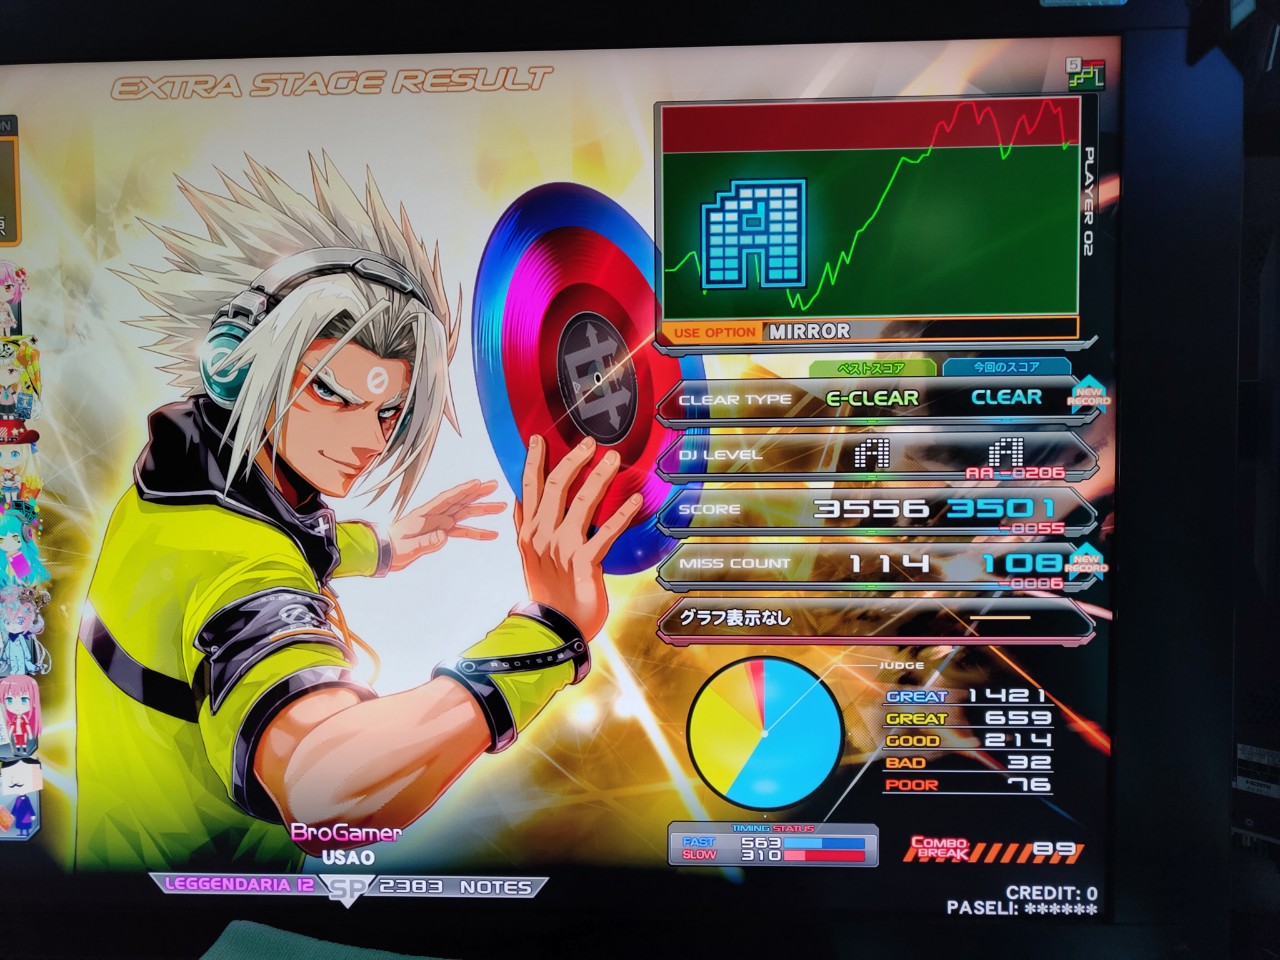 EXTRA STAGE RESULT
5
PLAYER 02
USE OPTION MIRROR
ベストスコア 今回のスコア
CLEAR TYPE E-CLEAR CLEAR NEW RECORD
DJ LEVEL A A
AA -0206
SCORE 3556 3501
-0055
MISS COUNT 114 108 NEW RECORD
-0006
グラフ表示なし
JUDGE
GREAT 1421
GREAT 659
GOOD 214
BAD 32
POOR 76
TIMING STATUS
FAST 563
SLOW 310
COMBO BREAK 89
ROOTS26
BroGamer
USAO
LEGGENDARIA 12 SP 2383 NOTES
CREDIT: 0
PASELI: ******